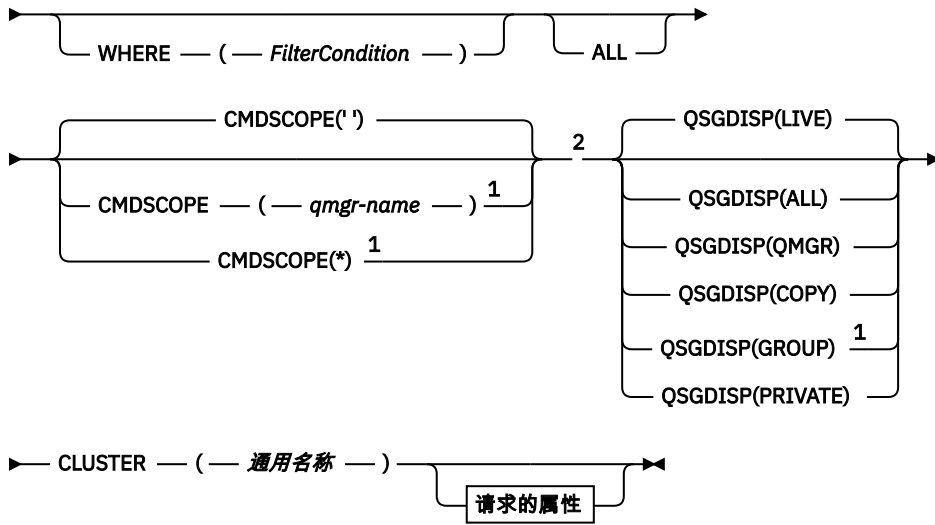 WHERE ( FilterCondition ) ALL
CMDSCOPE(' ') QSGDISP(LIVE)
2
CMDSCOPE ( qmgr-name ) 1 QSGDISP(ALL)
CMDSCOPE(*) 1 QSGDISP(QMGR)
QSGDISP(COPY)
QSGDISP(GROUP) 1
QSGDISP(PRIVATE)
CLUSTER ( 通用名称 )
请求的属性